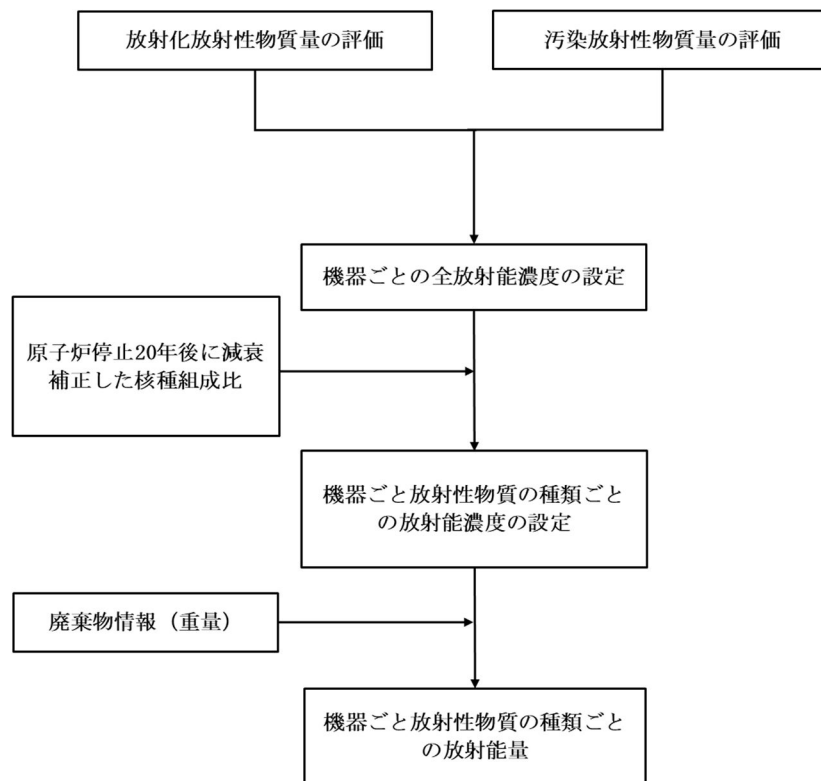 放射化放射性物質量の評価
汚染放射性物質量の評価
機器ごとの全放射能濃度の設定
原子炉停止20年後に減衰
補正した核種組成比
機器ごと放射性物質の種類ごと
の放射能濃度の設定
廃棄物情報（重量）
機器ごと放射性物質の種類ごと
の放射能量